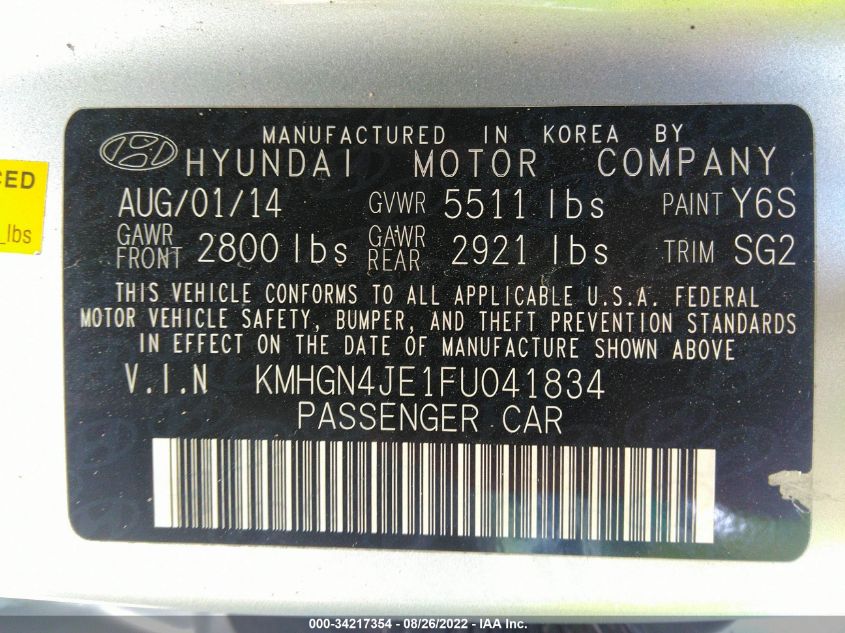 MANUFACTURED IN KOREA BY
HYUNDAI MOTOR COMPANY
AUG/01/14 GVWR 5511 lbs PAINT Y6S
GAWR FRONT 2800 lbs GAWR REAR 2921 lbs TRIM SG2
THIS VEHICLE CONFORMS TO ALL APPLICABLE U.S.A. FEDERAL
MOTOR VEHICLE SAFETY, BUMPER, AND THEFT PREVENTION STANDARDS
IN EFFECT ON THE DATE OF MANUFACTURE SHOWN ABOVE
V.I.N KMHGN4JE1FU041834
PASSENGER CAR
CED
lbs
000-34217354 - 08/26/2022 - IAA Inc.